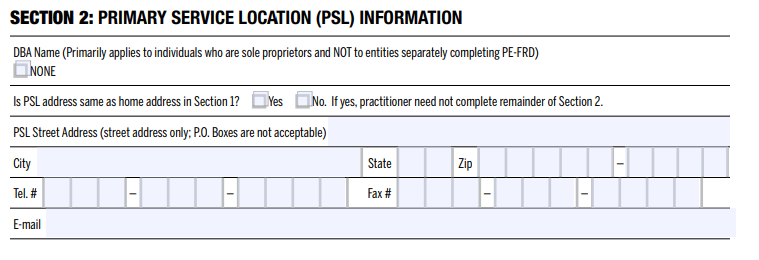 SECTION 2: PRIMARY SERVICE LOCATION (PSL) INFORMATION
DBA Name (Primarily applies to individuals who are sole proprietors and NOT to entities separately completing PE-FRD)
NONE
Is PSL address same as home address in Section 1? Yes No. If yes, practitioner need not complete remainder of Section 2.
PSL Street Address (street address only; P.O. Boxes are not acceptable)
City State Zip –
Tel. # – – Fax # – –
E-mail